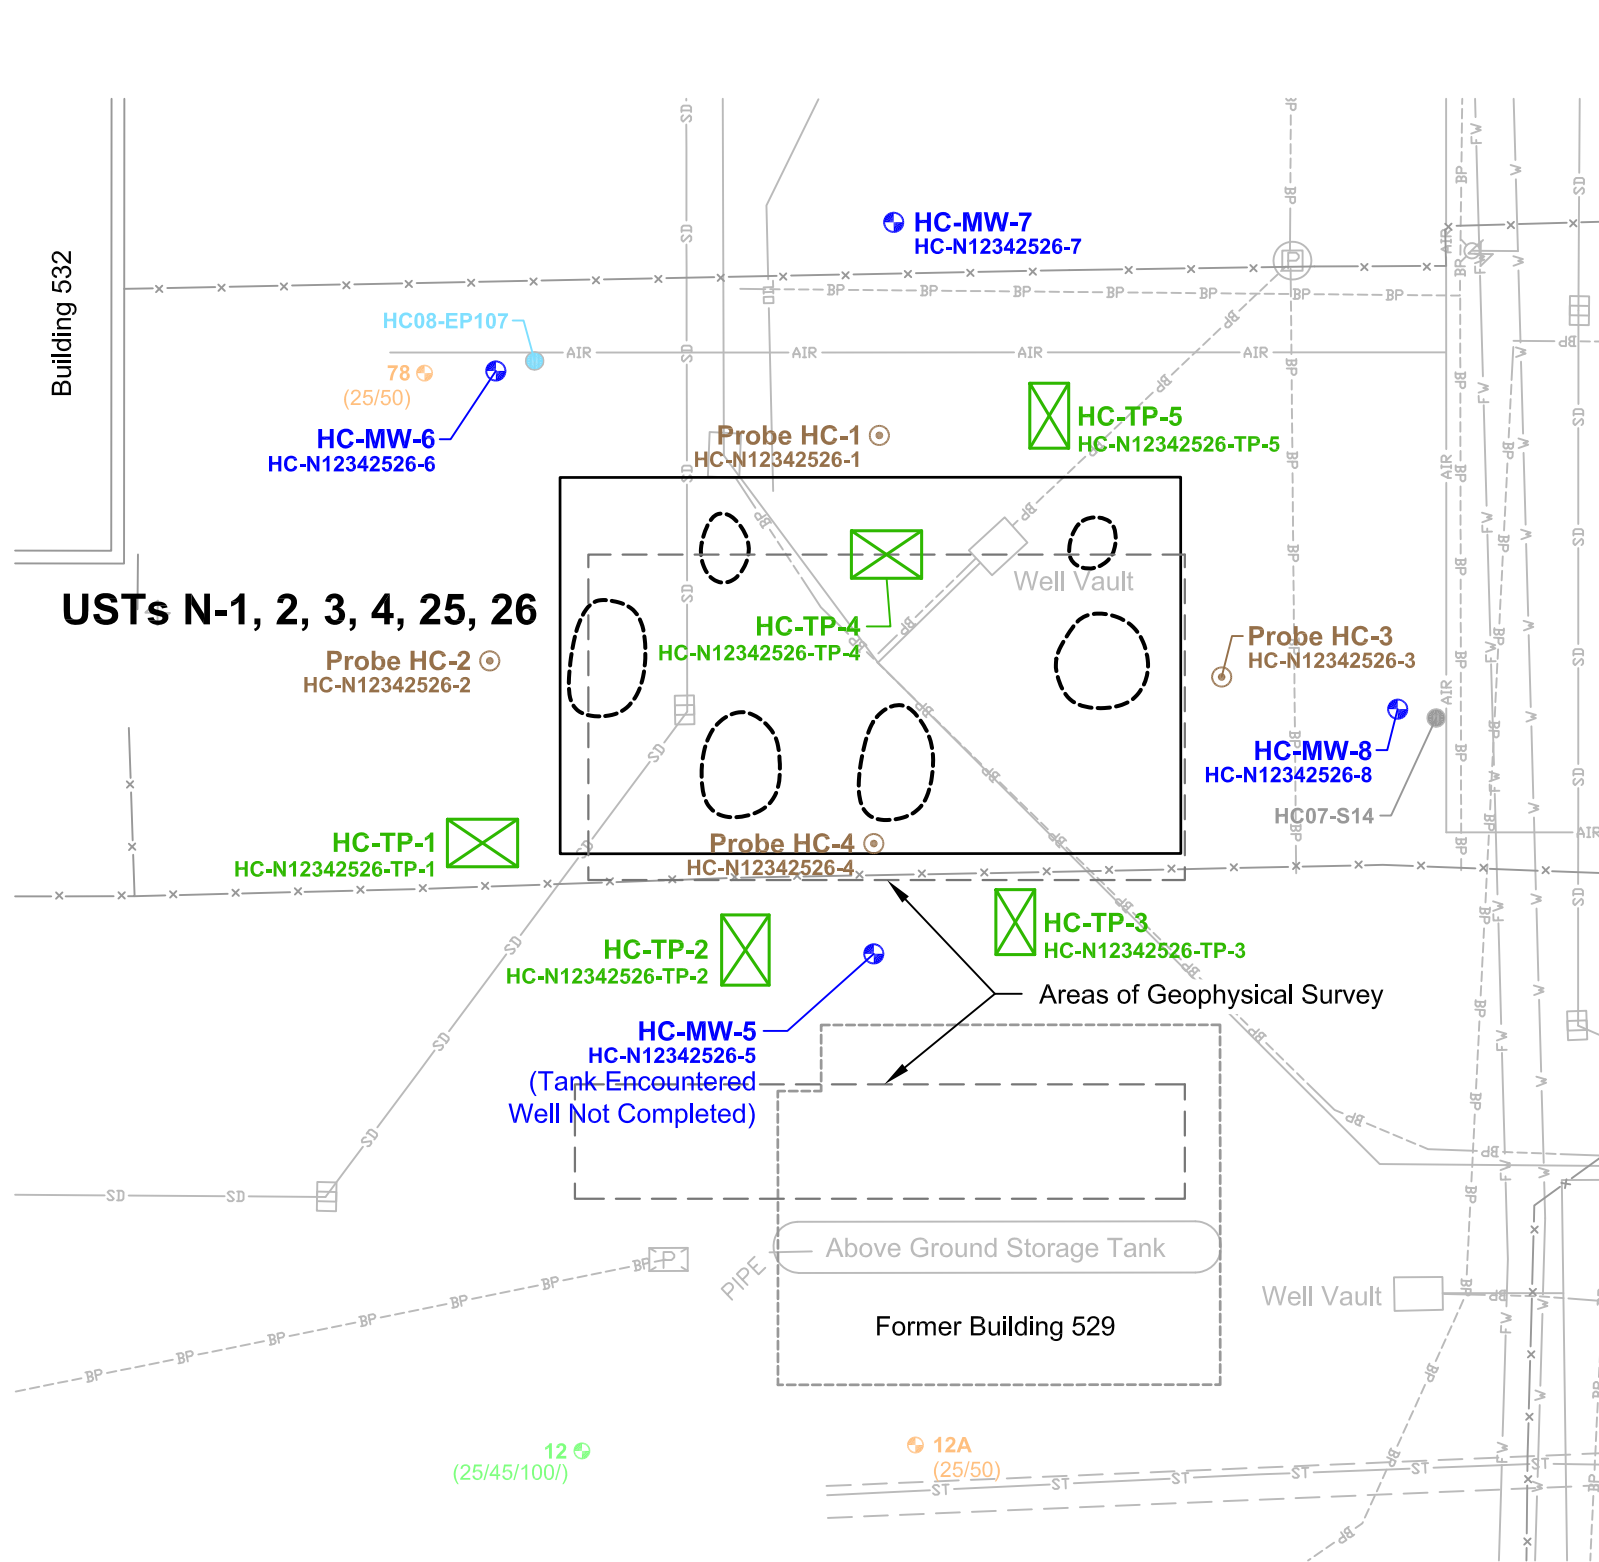 HC-MW-7
HC-N12342526-7
Building 532
HC08-EP107
78
(25/50)
HC-MW-6
HC-N12342526-6
Probe HC-1
HC-N12342526-1
HC-TP-5
HC-N12342526-TP-5
Well Vault
USTs N-1, 2, 3, 4, 25, 26
HC-TP-4
HC-N12342526-TP-4
Probe HC-2
HC-N12342526-2
Probe HC-3
HC-N12342526-3
HC-MW-8
HC-N12342526-8
HC07-S14
HC-TP-1
HC-N12342526-TP-1
Probe HC-4
HC-N12342526-4
HC-TP-2
HC-N12342526-TP-2
HC-TP-3
HC-N12342526-TP-3
Areas of Geophysical Survey
HC-MW-5
HC-N12342526-5
(Tank Encountered
Well Not Completed)
Above Ground Storage Tank
PIPE
P
Well Vault
Former Building 529
12
(25/45/100/)
12A
(25/50)
SD
BP
AIR
FW
W
ST